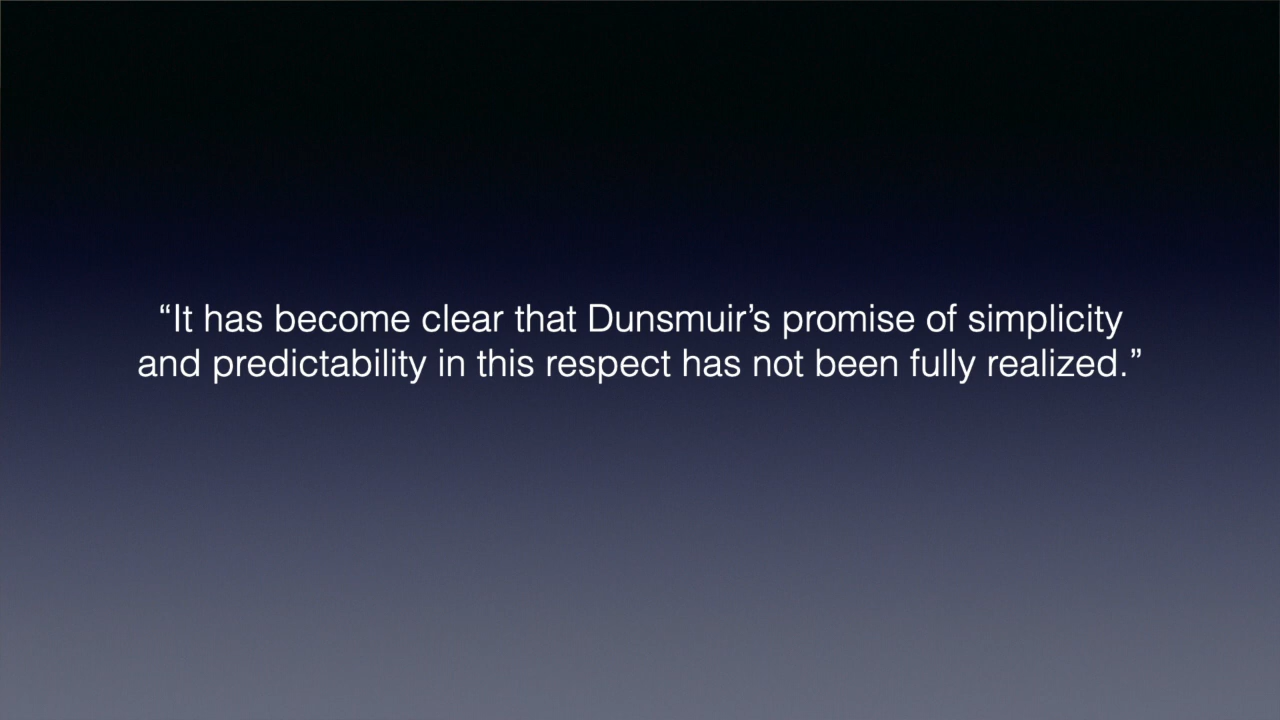 “It has become clear that Dunsmuir’s promise of simplicity
and predictability in this respect has not been fully realized.”